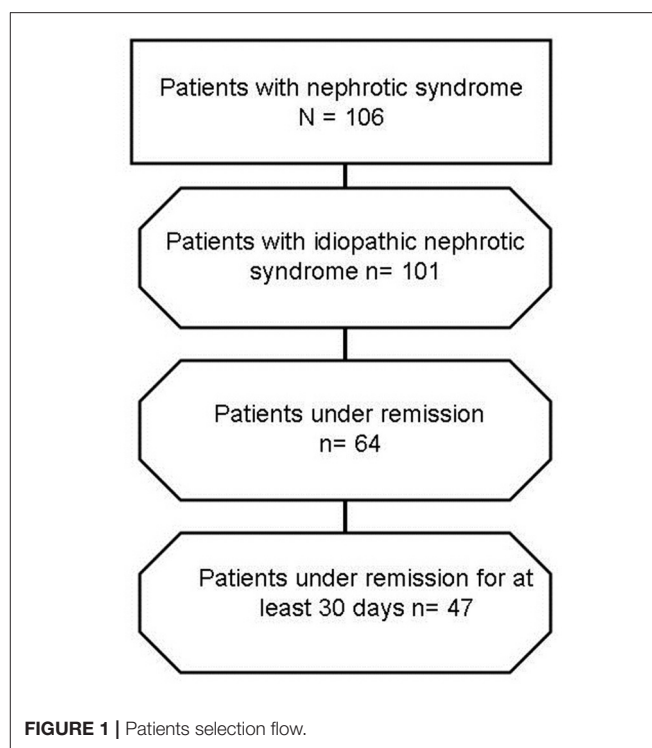 Patients with nephrotic syndrome
N = 106
Patients with idiopathic nephrotic
syndrome n= 101
Patients under remission
n= 64
Patients under remission for at
least 30 days n= 47
FIGURE 1 | Patients selection flow.